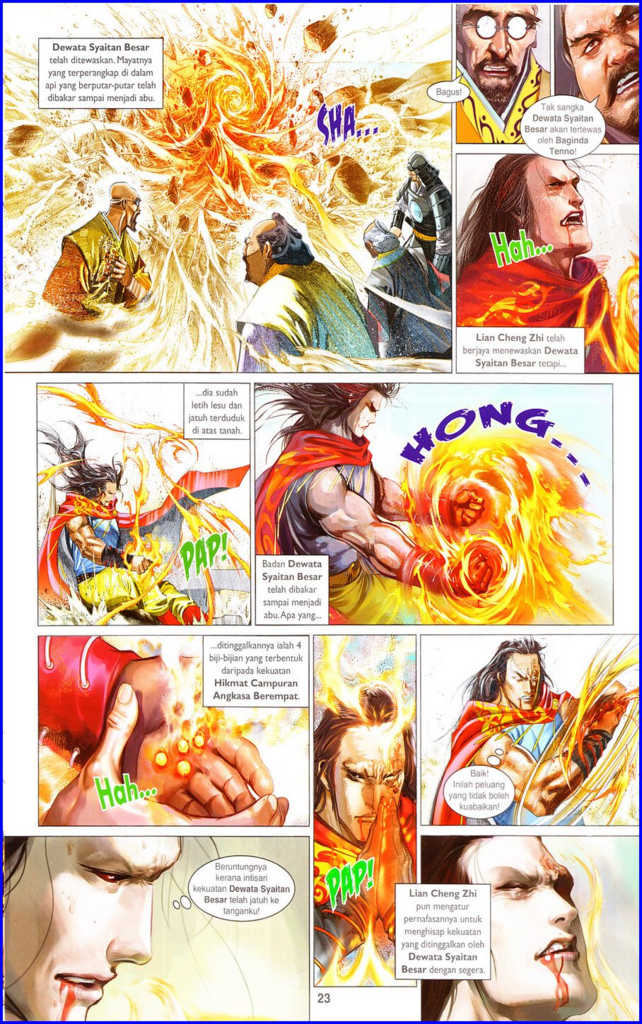 Dewata Syaitan Besar
telah ditewaskan. Mayatnya
yang terperangkap di dalam
api yang berputar-putar telah
dibakar sampai menjadi abu.
SHA...
Bagus!
Tak sangka
Dewata Syaitan
Besar akan tertewas
oleh Baginda
Tenno!
Hah...
Lian Cheng Zhi telah
berjaya menewaskan Dewata
Syaitan Besar tetapi...
...dia sudah
letih lesu dan
jatuh terduduk
di atas tanah.
PAP!
HONG...
Badan Dewata
Syaitan Besar
telah dibakar
sampai menjadi
abu. Apa yang...
...ditinggalkannya ialah 4
biji-bijian yang terbentuk
daripada kekuatan
Hikmat Campuran
Angkasa Berempat.
Hah...
PAP!
Baik!
Inilah peluang
yang tidak boleh
kuabaikan!
Beruntungnya
kerana intisari
kekuatan Dewata Syaitan
Besar telah jatuh ke
tanganku!
Lian Cheng Zhi
pun mengatur
pernafasannya untuk
menghisap kekuatan
yang ditinggalkan oleh
Dewata Syaitan
Besar dengan segera.
23